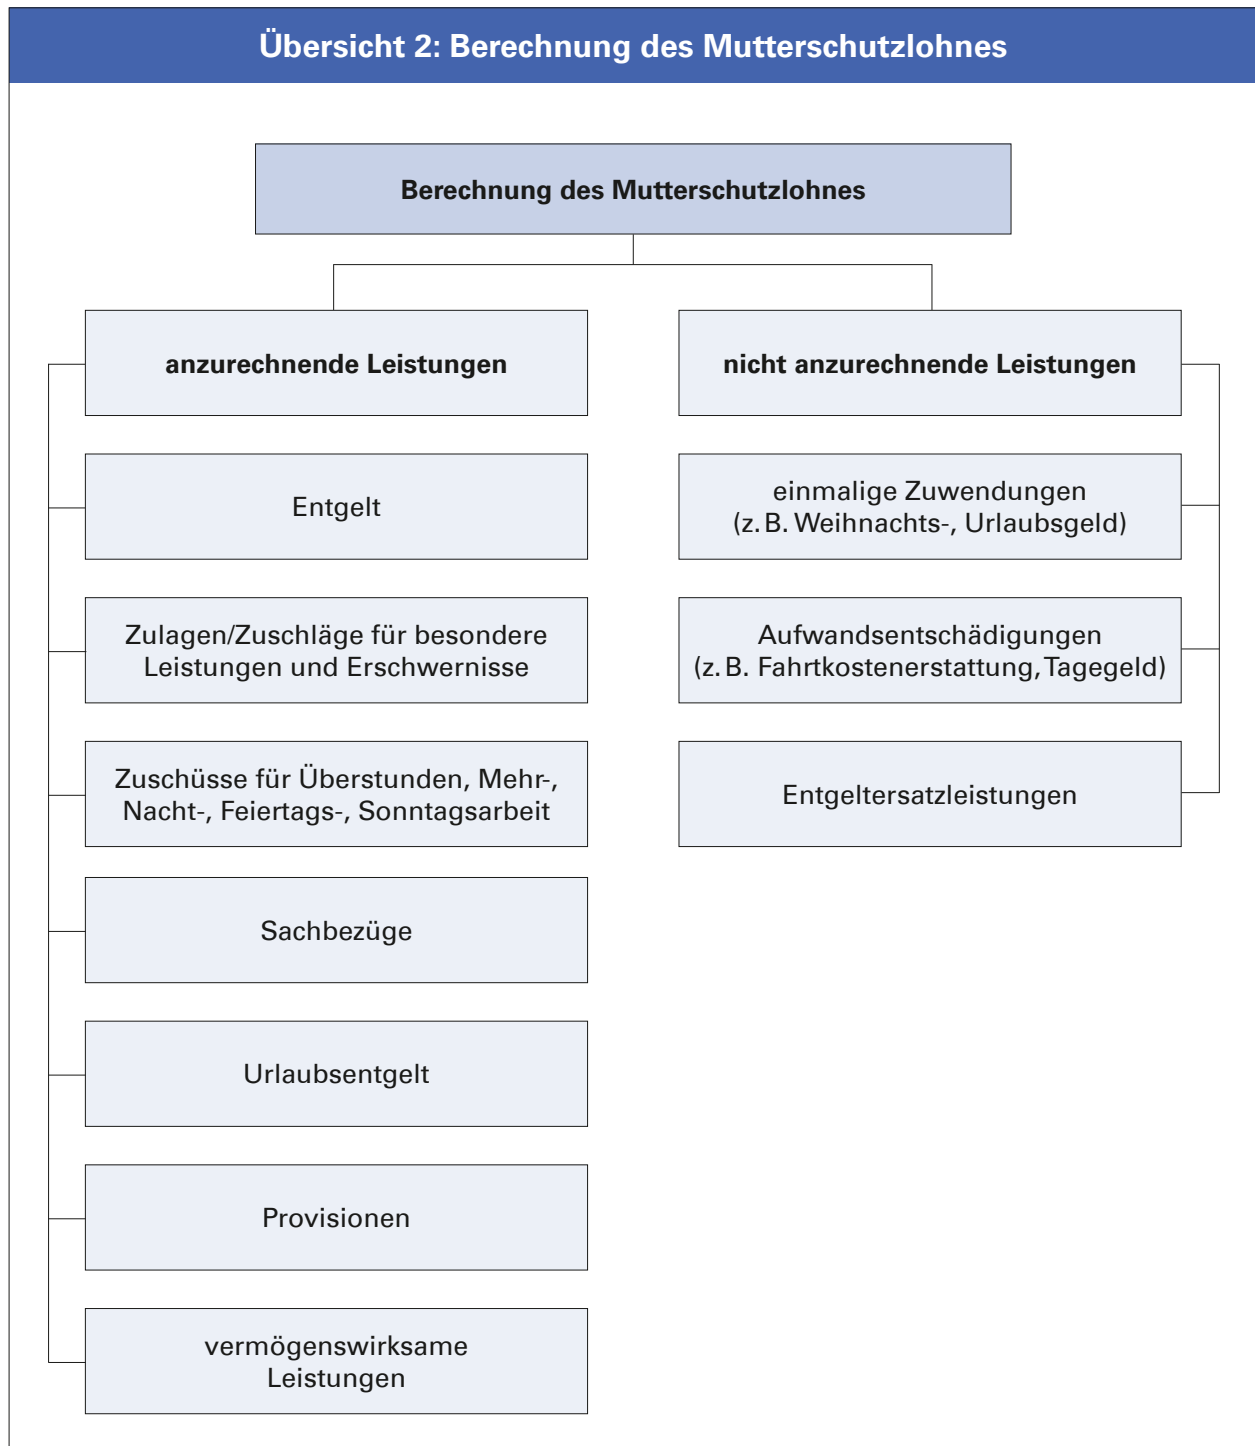 Übersicht 2: Berechnung des Mutterschutzlohnes
Berechnung des Mutterschutzlohnes
anzurechnende Leistungen
Entgelt
Zulagen/Zuschläge für besondere
Leistungen und Erschwernisse
Zuschüsse für Überstunden, Mehr-,
Nacht-, Feiertags-, Sonntagsarbeit
Sachbezüge
Urlaubsentgelt
Provisionen
vermögenswirksame
Leistungen
nicht anzurechnende Leistungen
einmalige Zuwendungen
(z. B. Weihnachts-, Urlaubsgeld)
Aufwandsentschädigungen
(z. B. Fahrtkostenerstattung, Tagegeld)
Entgeltersatzleistungen